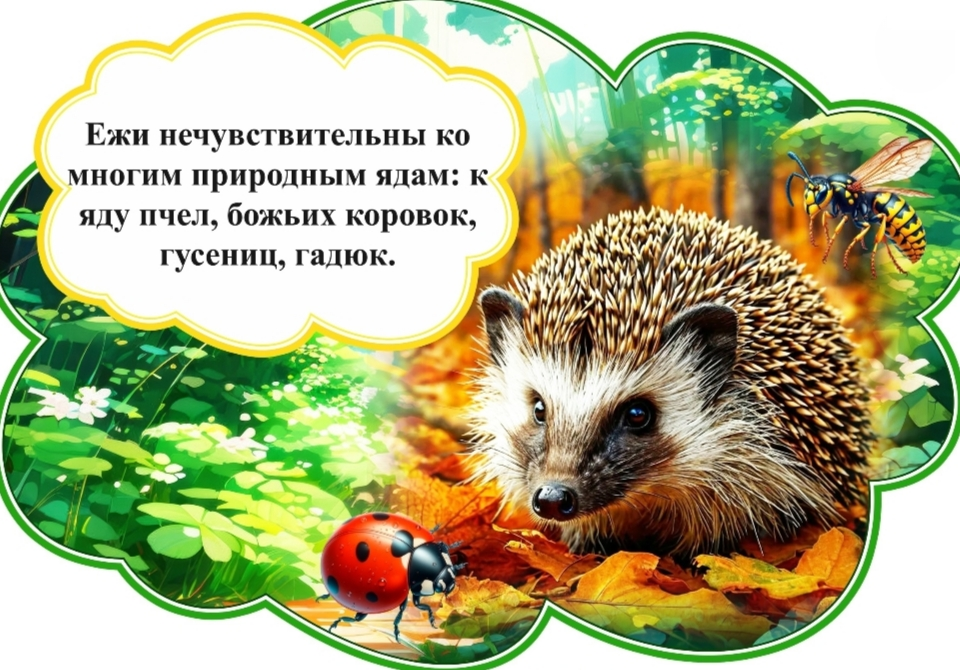 Ежи нечувствительны ко
многим природным ядам: к
яду пчел, божьих коровок,
гусениц, гадюк.